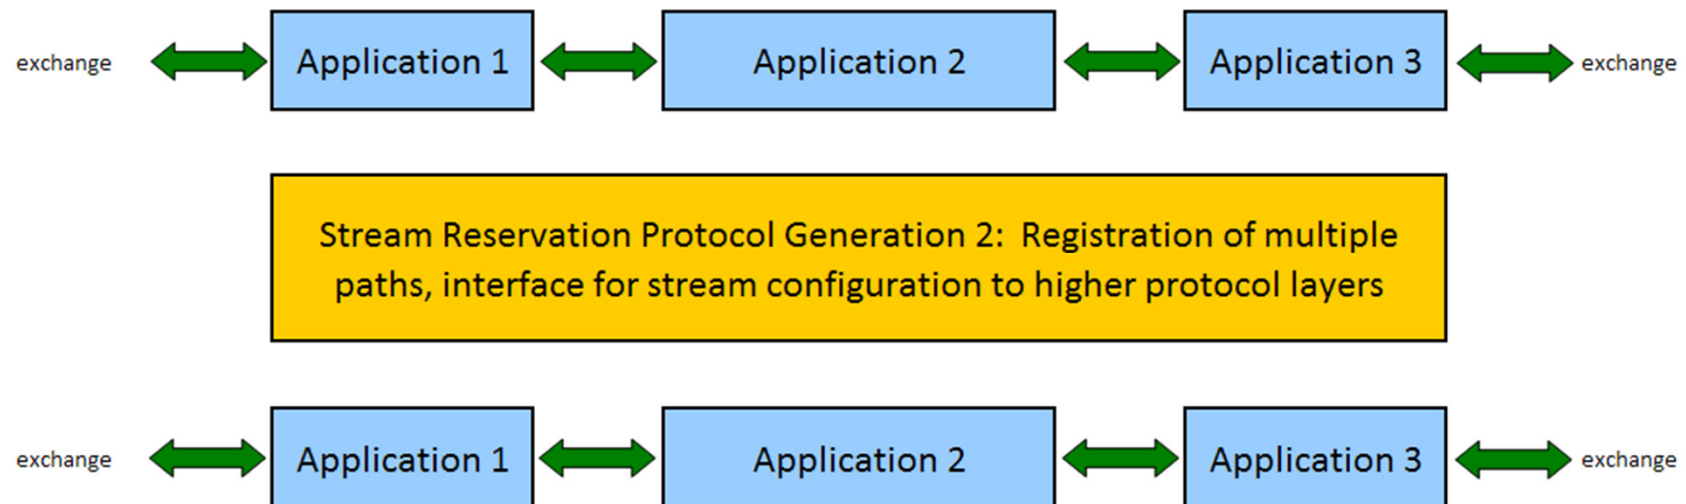 exchange Application 1 Application 2 Application 3 exchange
Stream Reservation Protocol Generation 2: Registration of multiple
paths, interface for stream configuration to higher protocol layers
exchange Application 1 Application 2 Application 3 exchange